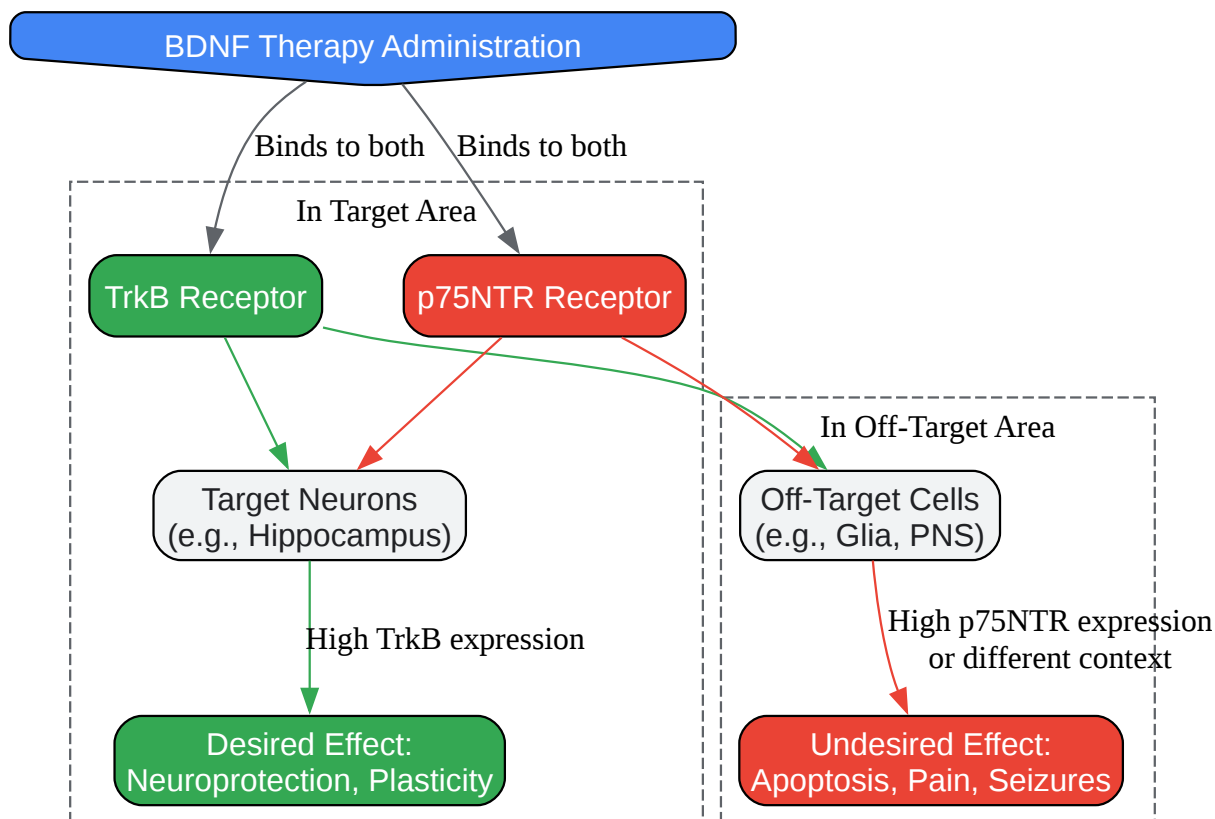 BDNF Therapy Administration
Binds to both
Binds to both
In Target Area
TrkB Receptor
p75NTR Receptor
In Off-Target Area
Target Neurons
(e.g., Hippocampus)
Off-Target Cells
(e.g., Glia, PNS)
High TrkB expression
High p75NTR expression
or different context
Desired Effect:
Neuroprotection, Plasticity
Undesired Effect:
Apoptosis, Pain, Seizures